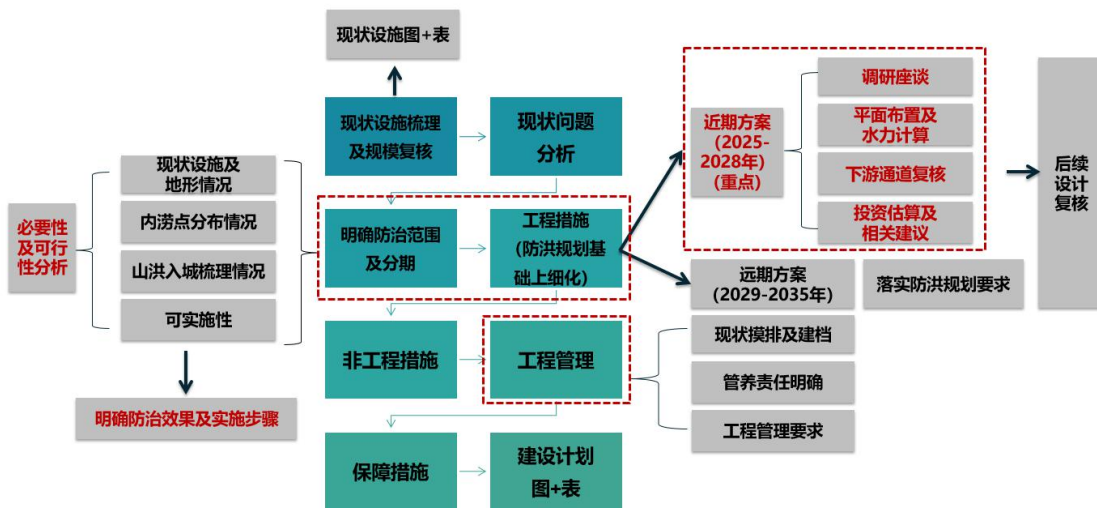 现状设施图+表
现状设施梳理
及规模复核
现状问题
分析
现状设施及
地形情况
内涝点分布情况
山洪入城梳理情况
可实施性
必要性
及可行
性分析
明确防治效果及实施步骤
明确防治范围
及分期
工程措施
(防洪规划基
础上细化)
非工程措施
工程管理
保障措施
建设计划
图+表
近期方案
(2025-
2028年)
(重点)
调研座谈
平面布置及
水力计算
下游通道复核
投资估算及
相关建议
远期方案
(2029-2035年)
落实防洪规划要求
现状摸排及建档
管养责任明确
工程管理要求
后续
设计
复核